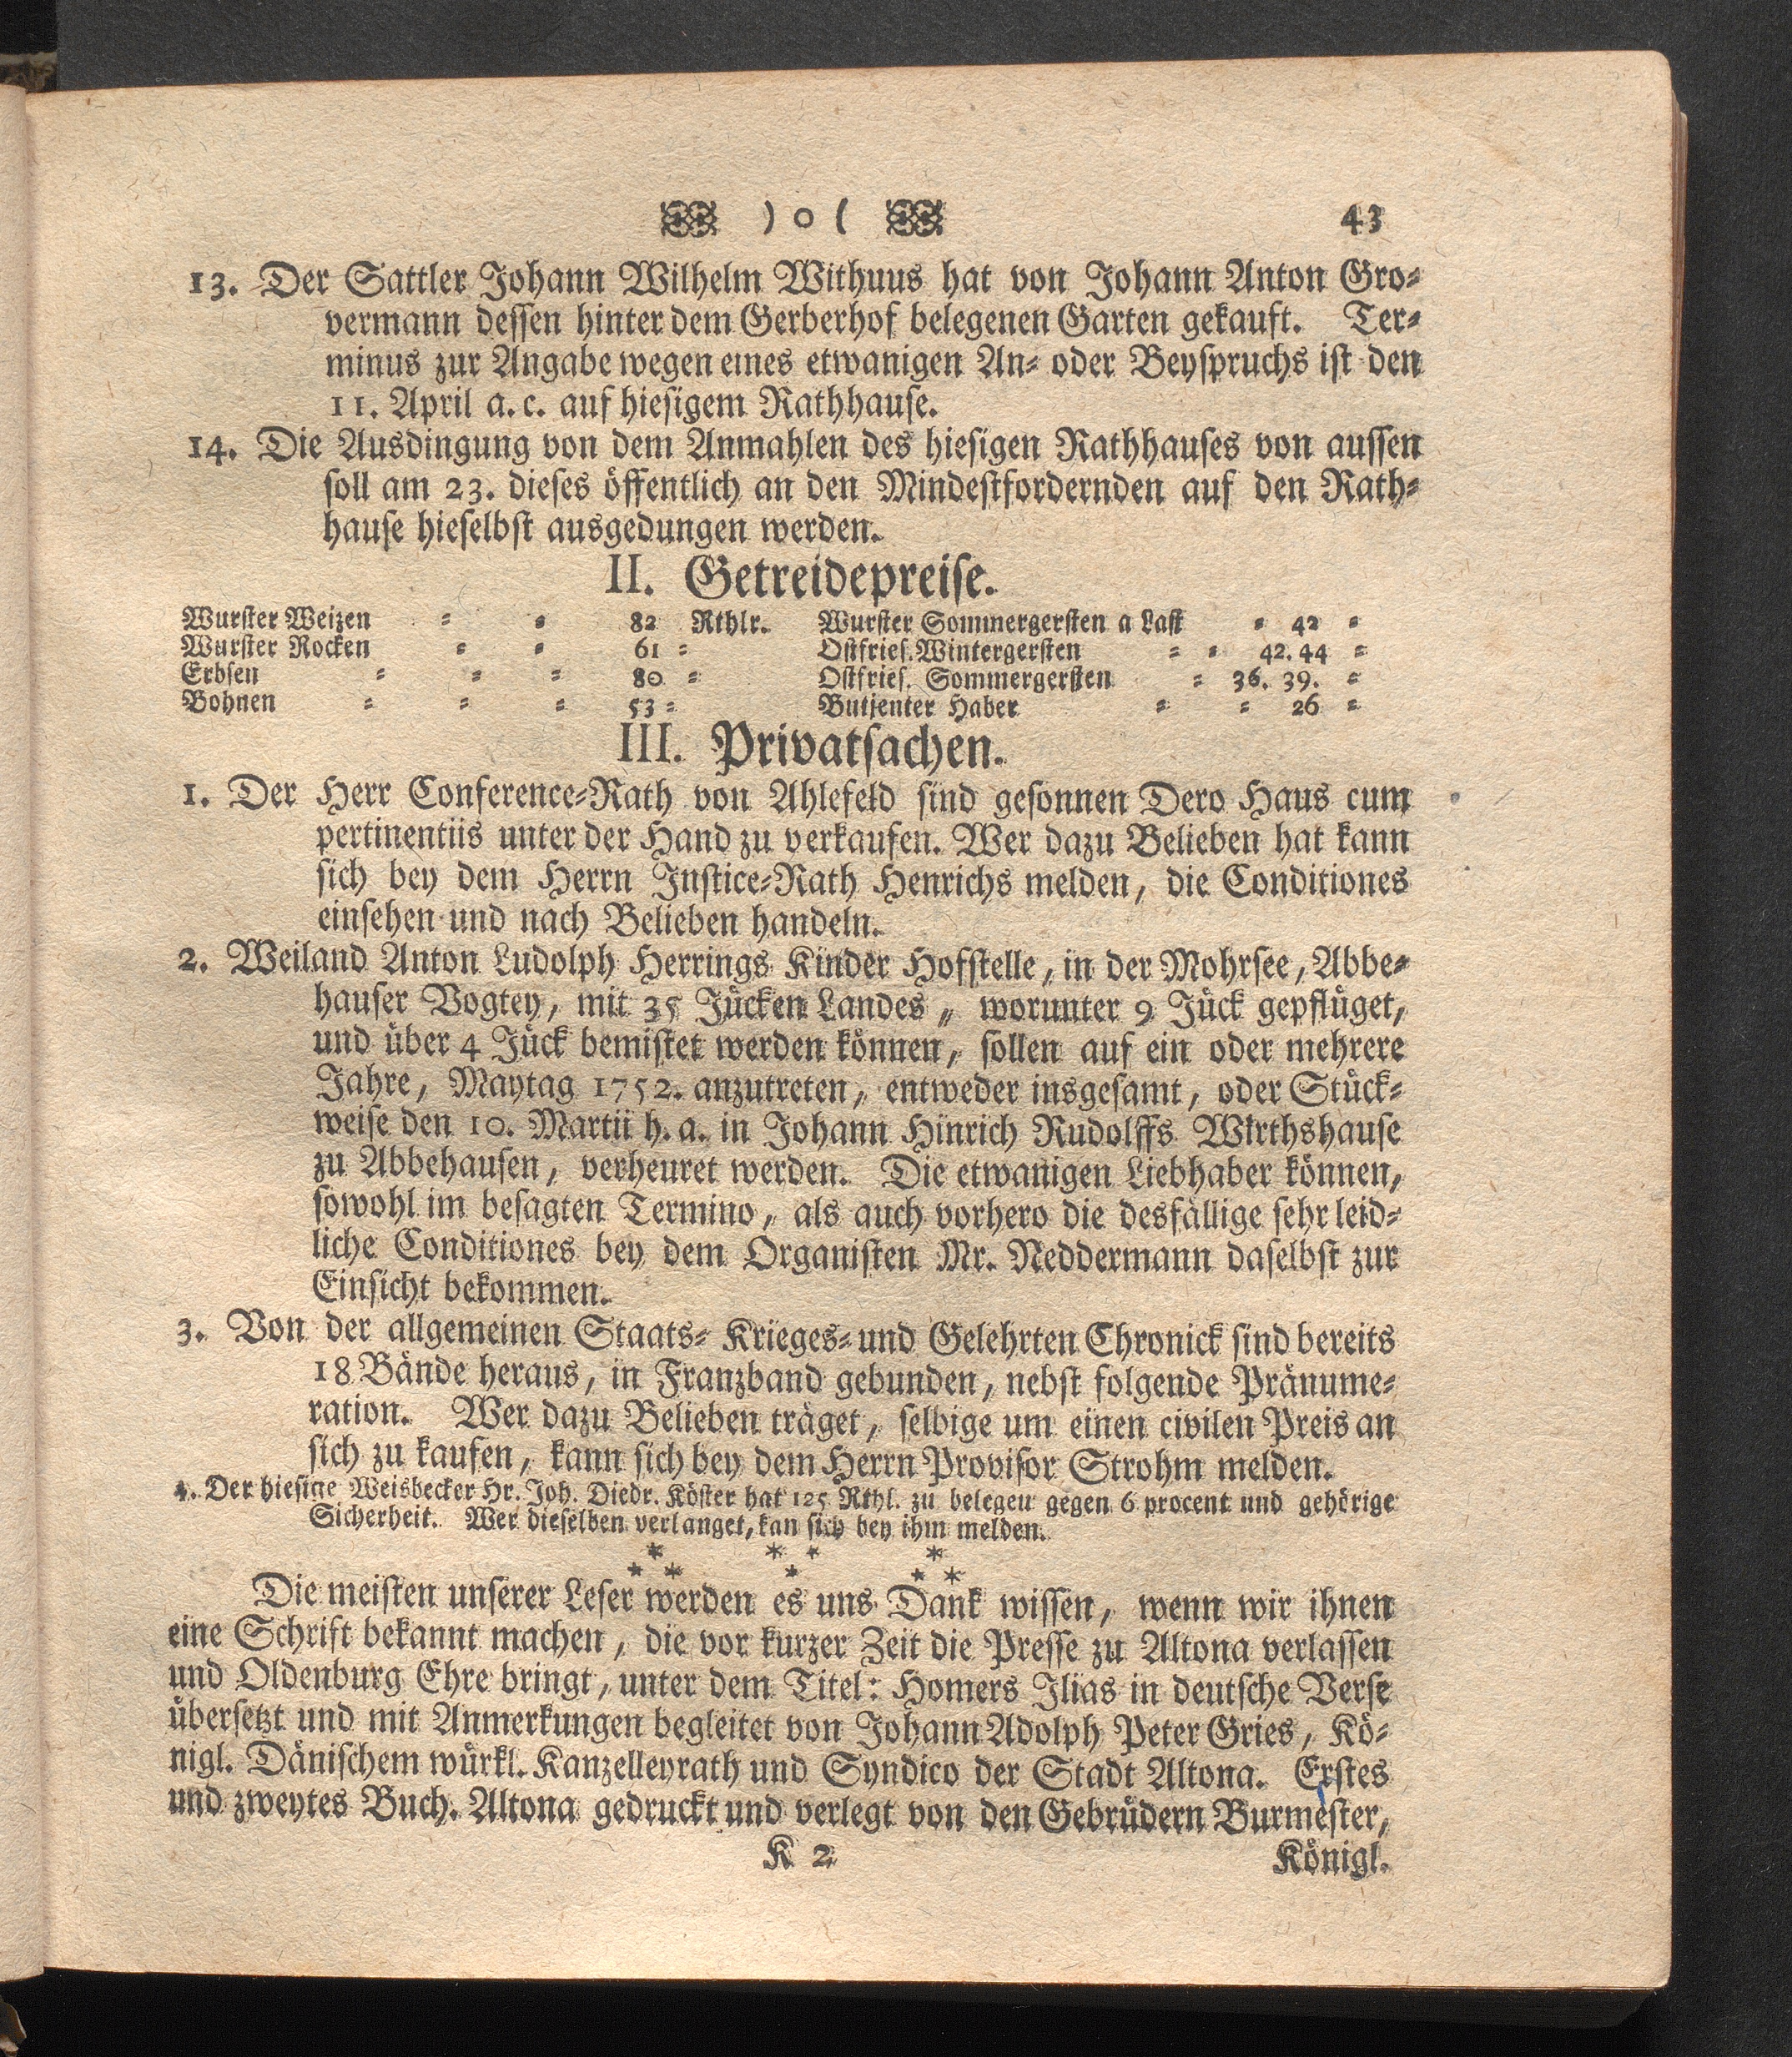 ) o ( 43
13. Der Sattler Johann Wilhelm Withuus hat von Johann Anton Gro-
vermann dessen hinter dem Gerberhof belegenen Garten gekauft. Ter-
minus zur Angabe wegen eines etwanigen An- oder Beyspruchs ist den
11. April a. c. auf hiesigem Rathhause.
14. Die Ausdingung von dem Anmahlen des hiesigen Rathhauses von aussen
soll am 23. dieses öffentlich an den Mindestfordernden auf den Rath-
hause hieselbst ausgedungen werden.
II. Getreidepreise.
Wurster Weizen = = 82 Rthlr. Wurster Sommergersten a Last = 42 =
Wurster Rocken = = 61 = Ostfries. Wintergersten = = 42. 44 =
Erbsen = = = 80 = Ostfries. Sommergersten = 36. 39. =
Bohnen = = = 53 = Butjenter Haber = = 26 =
III. Privatsachen.
1. Der Herr Conference-Rath von Ahlefeld sind gesonnen Dero Haus cum
pertinentiis unter der Hand zu verkaufen. Wer dazu Belieben hat kann
sich bey dem Herrn Justice-Rath Henrichs melden, die Conditiones
einsehen und nach Belieben handeln.
2. Weiland Anton Ludolph Herrings Kinder Hofstelle, in der Mohrsee, Abbe-
hauser Vogtey, mit 35 Jücken Landes, worunter 9 Jück gepflüget,
und über 4 Jück bemistet werden können, sollen auf ein oder mehrere
Jahre, Maytag 1752. anzutreten, entweder insgesamt, oder Stück-
weise den 10. Martii h. a. in Johann Hinrich Rudolffs Wirthshause
zu Abbehausen, verheuret werden. Die etwanigen Liebhaber können,
sowohl im besagten Termino, als auch vorhero die desfällige sehr leid-
liche Conditiones bey dem Organisten Mr. Neddermann daselbst zur
Einsicht bekommen.
3. Von der allgemeinen Staats- Krieges- und Gelehrten Chronick sind bereits
18 Bände heraus, in Franzband gebunden, nebst folgende Pränume-
ration. Wer dazu Belieben träget, selbige um einen civilen Preis an
sich zu kaufen, kann sich bey dem Herrn Provisor Strohm melden.
4. Der hiesige Weisbecker Hr. Joh. Diedr. Köster hat 125 Rthl. zu belegen gegen 6 procent und gehörige
Sicherheit. Wer dieselben verlanget, kan sich bey ihm melden.
* * * *
* * * * *
Die meisten unserer Leser werden es uns Dank wissen, wenn wir ihnen
eine Schrift bekannt machen, die vor kurzer Zeit die Presse zu Altona verlassen
und Oldenburg Ehre bringt, unter dem Titel: Homers Ilias in deutsche Verse
übersetzt und mit Anmerkungen begleitet von Johann Adolph Peter Gries, Kö-
nigl. Dänischem würkl. Kanzelleyrath und Syndico der Stadt Altona. Erstes
und zweytes Buch. Altona gedruckt und verlegt von den Gebrüdern Burmester,
K 2 Königl.